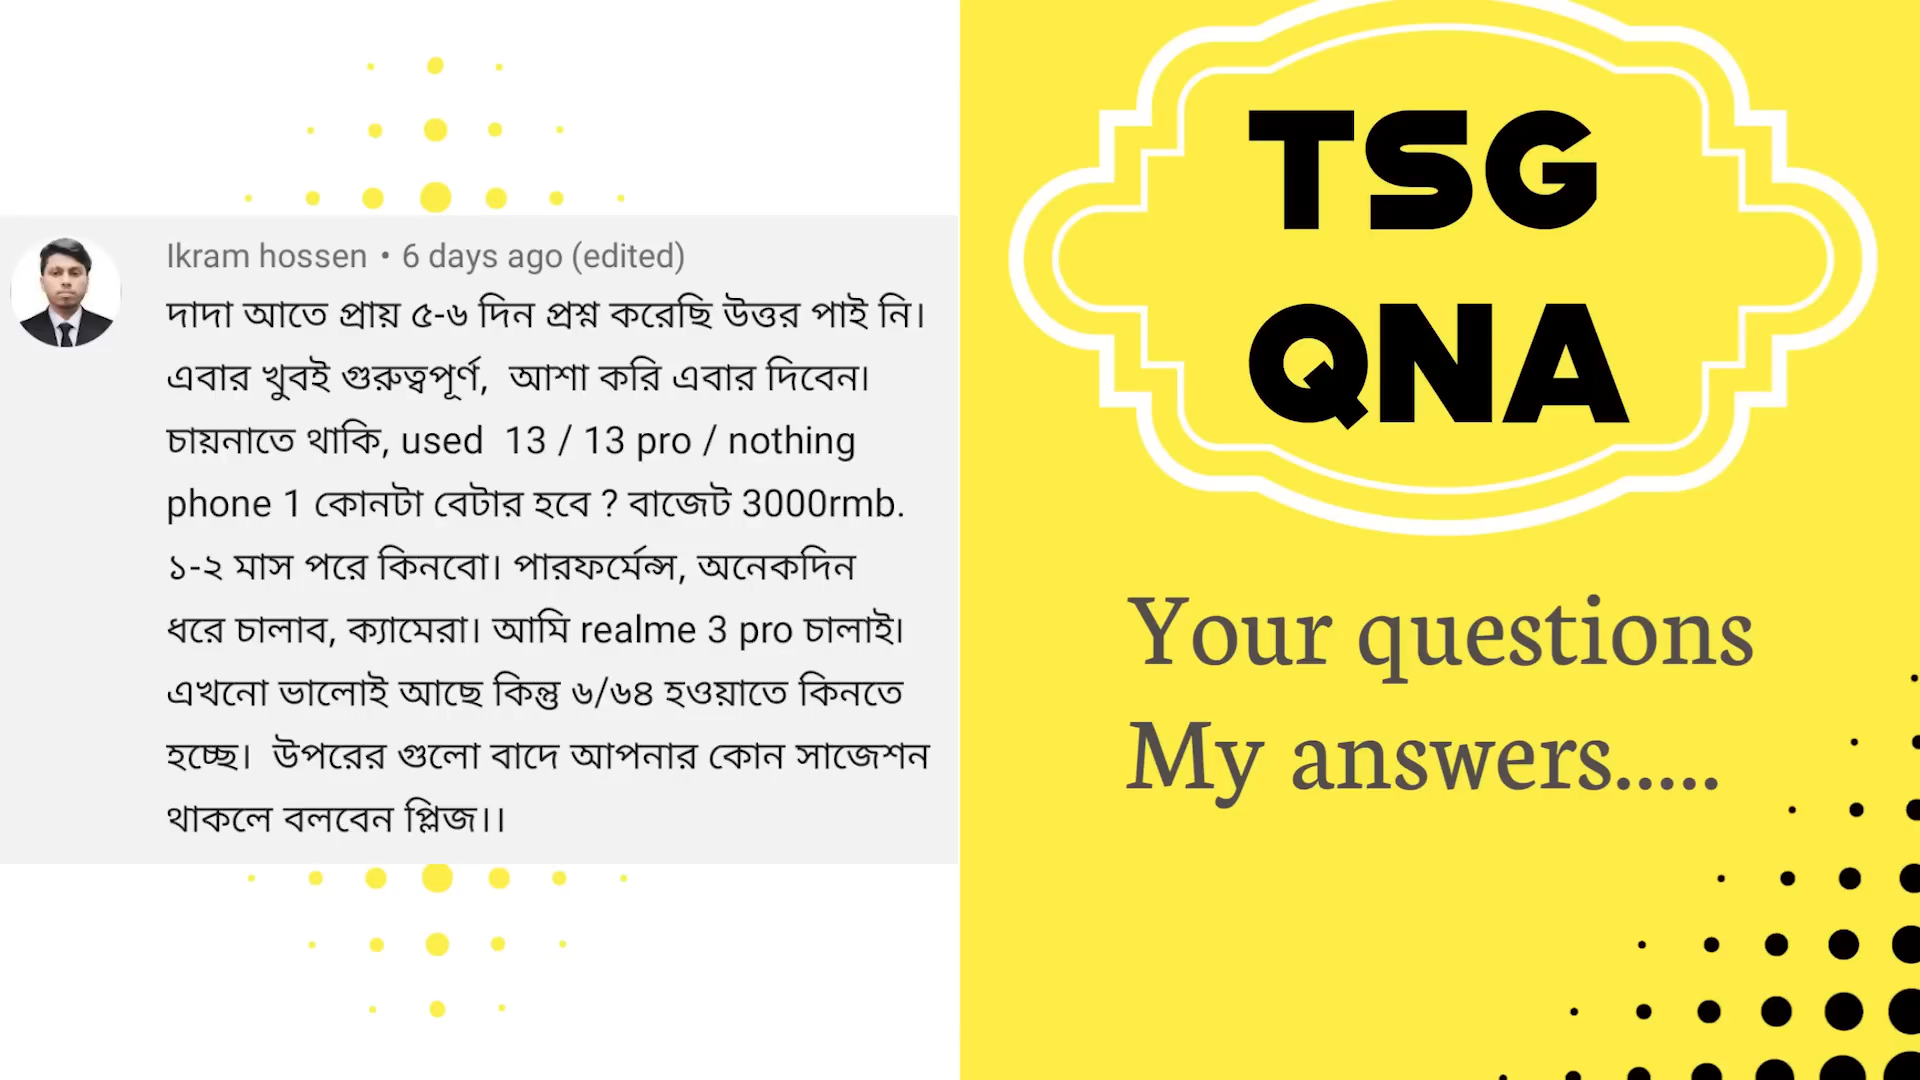 Ikram hossen • 6 days ago (edited)
দাদা আতে প্রায় ৫-৬ দিন প্রশ্ন করেছি উত্তর পাই নি।
এবার খুবই গুরুত্বপূর্ণ, আশা করি এবার দিবেন।
চায়নাতে থাকি, used 13 / 13 pro / nothing
phone 1 কোনটা বেটার হবে ? বাজেট 3000rmb.
১-২ মাস পরে কিনবো। পারফর্মেন্স, অনেকদিন
ধরে চালাব, ক্যামেরা। আমি realme 3 pro চালাই।
এখনো ভালোই আছে কিন্তু ৬/৬৪ হওয়াতে কিনতে
হচ্ছে। উপরের গুলো বাদে আপনার কোন সাজেশন
থাকলে বলবেন প্লিজ।।
TSG
QNA
Your questions
My answers.....